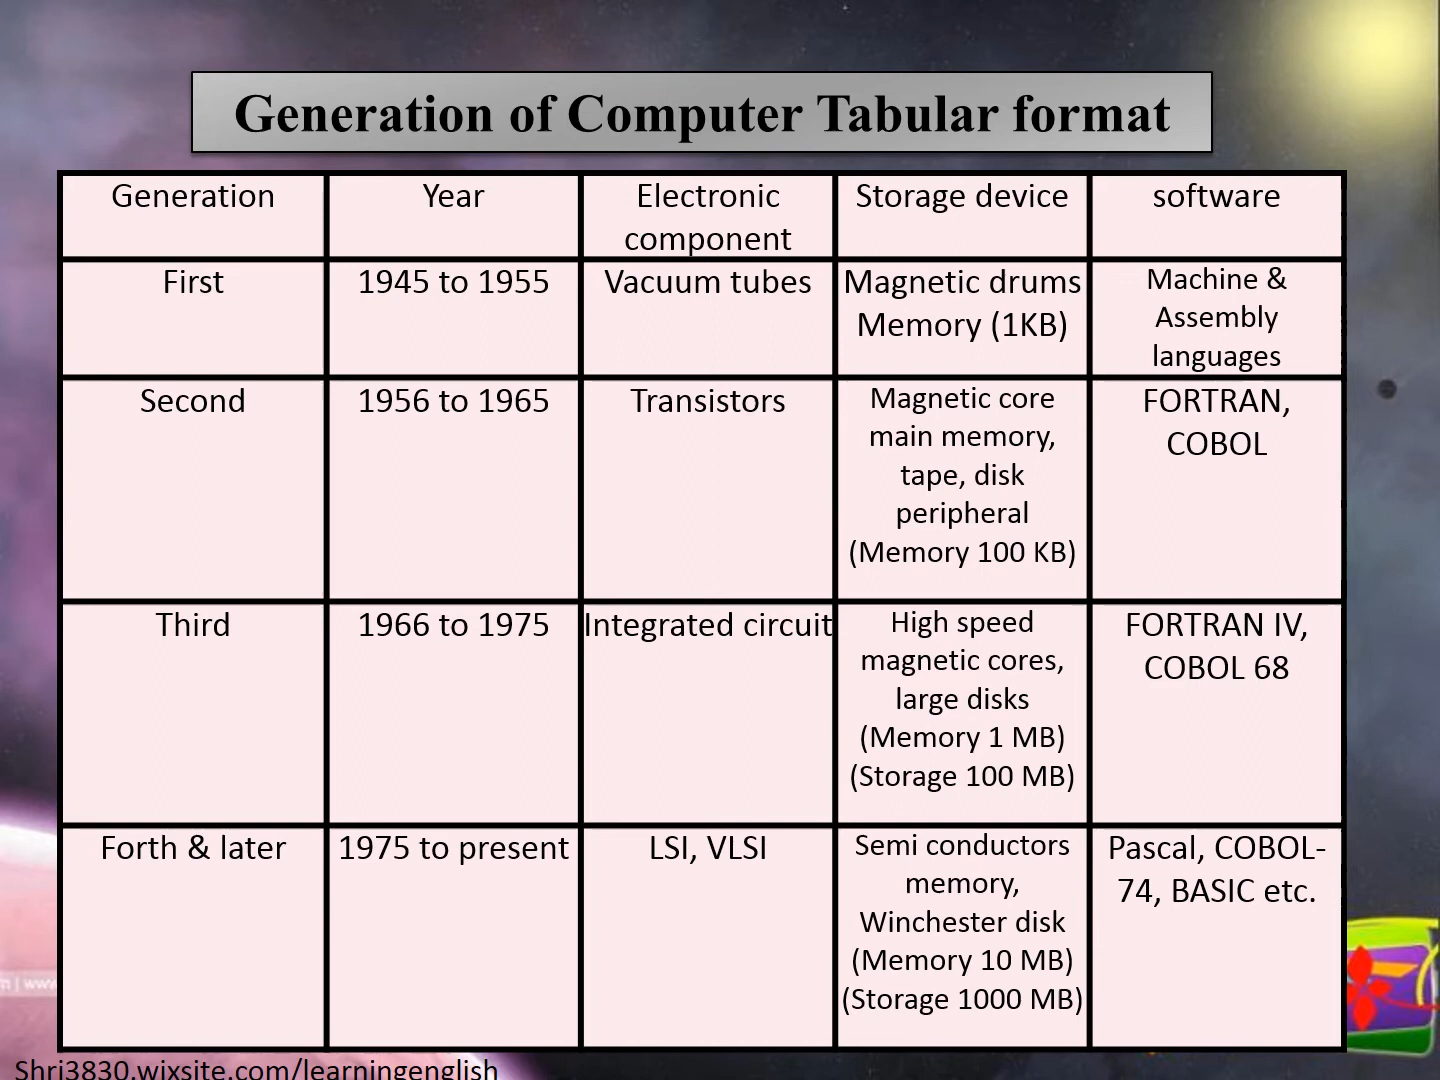 Generation of Computer Tabular format
Generation
Year
Electronic
component
Storage device
software
First
1945 to 1955
Vacuum tubes
Magnetic drums
Memory (1KB)
Machine &
Assembly
languages
Second
1956 to 1965
Transistors
Magnetic core
main memory,
tape, disk
peripheral
(Memory 100 KB)
FORTRAN,
COBOL
Third
1966 to 1975
Integrated circuit
High speed
magnetic cores,
large disks
(Memory 1 MB)
(Storage 100 MB)
FORTRAN IV,
COBOL 68
Forth & later
1975 to present
LSI, VLSI
Semi conductors
memory,
Winchester disk
(Memory 10 MB)
(Storage 1000 MB)
Pascal, COBOL-
74, BASIC etc.
Shri3830.wixsite.com/learningenglish